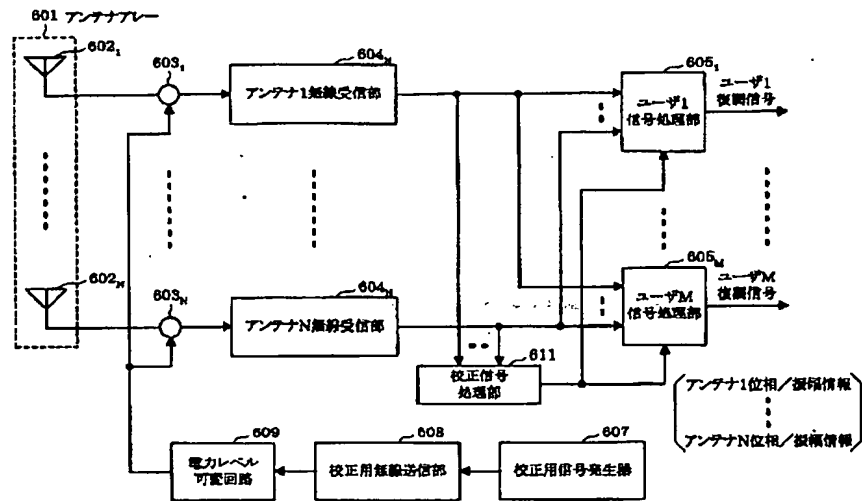 601 アンテナアレー
602₁
603₁
604_N
アンテナ1無線受信部
605₁
ユーザ1
信号処理部
ユーザ1
復調信号
602_N
603_N
604_N
アンテナN無線受信部
605_M
ユーザM
信号処理部
ユーザM
復調信号
611
校正信号
処理部
アンテナ1位相/振幅情報
アンテナN位相/振幅情報
609
電力レベル
可変回路
608
校正用無線送信部
607
校正用信号発生器